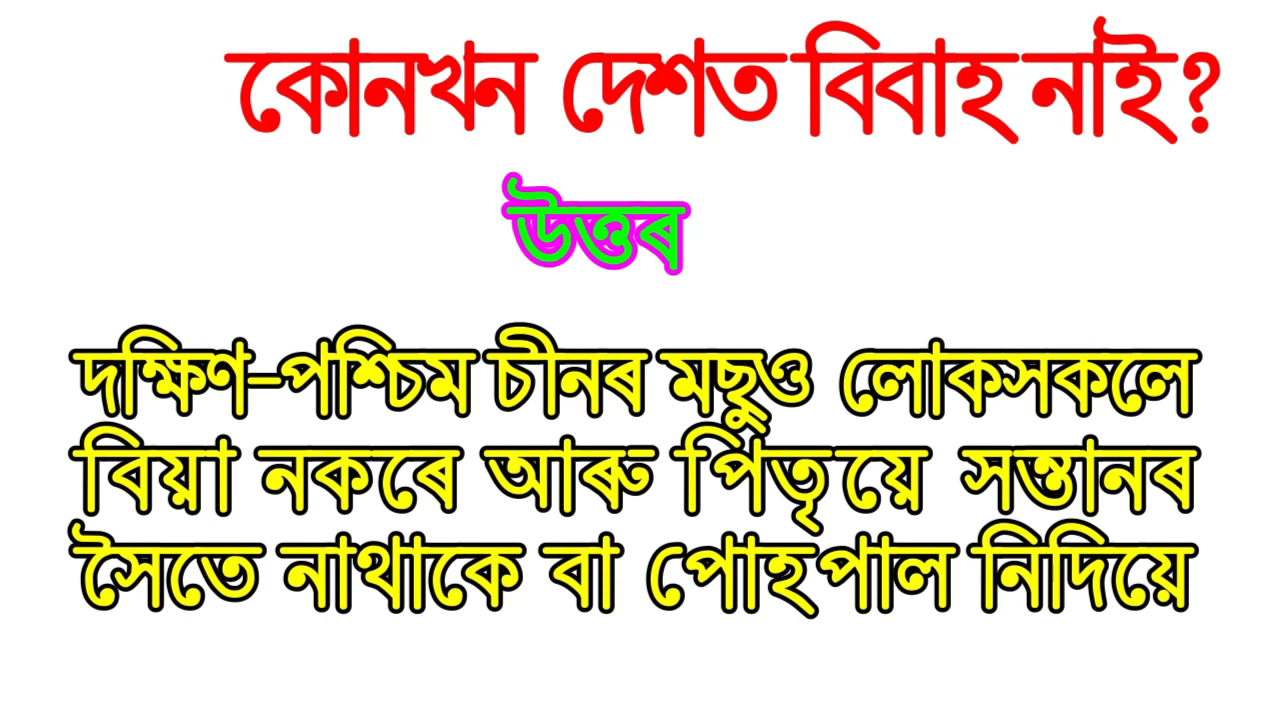 কোনখন দেশত বিবাহ নাই?
উত্তৰ
দক্ষিণ-পশ্চিম চীনৰ মছুও লোকসকলে
বিয়া নকৰে আৰু পিতৃয়ে সন্তানৰ
সৈতে নাথাকে বা পোহপাল নিদিয়ে